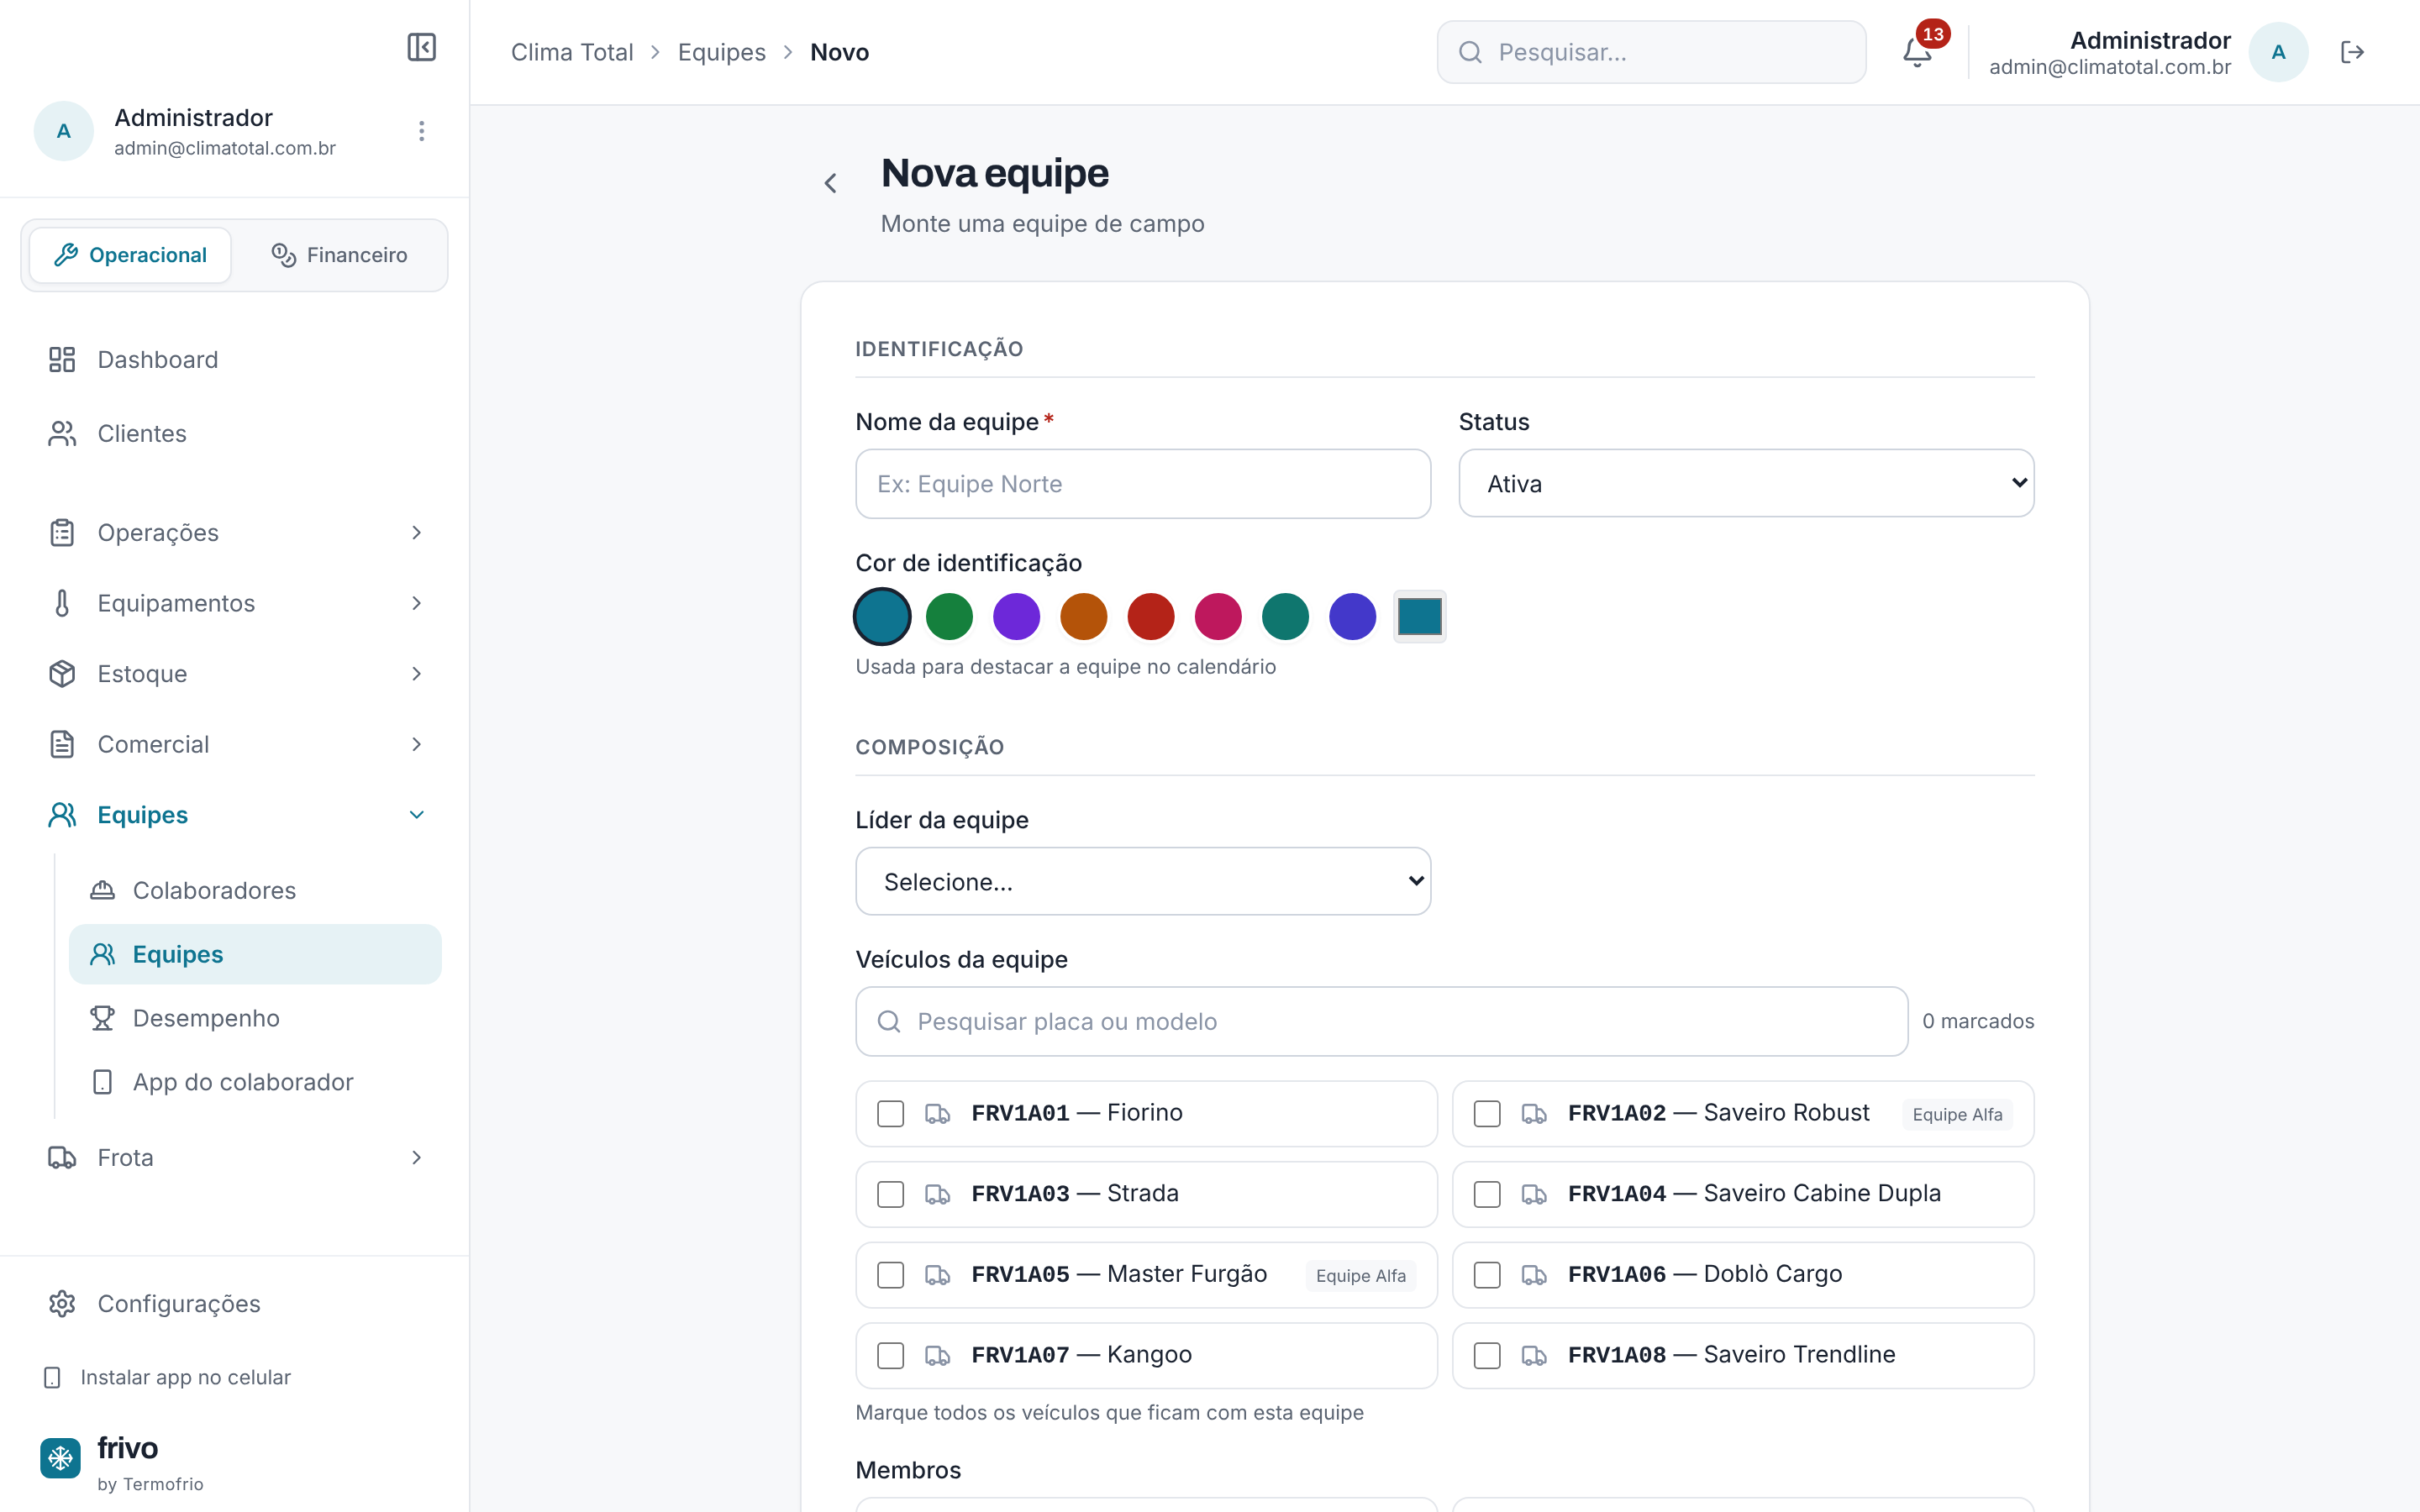 Administrador
admin@climatotal.com.br
A
Operacional
Financeiro
Dashboard
Clientes
Operações
Equipamentos
Estoque
Comercial
Equipes
Colaboradores
Equipes
Desempenho
App do colaborador
Frota
Configurações
Instalar app no celular
frivo
by Termofrio
Clima Total > Equipes > Novo
Pesquisar...
13
Administrador
admin@climatotal.com.br
A
Nova equipe
Monte uma equipe de campo
IDENTIFICAÇÃO
Nome da equipe*
Ex: Equipe Norte
Status
Ativa
Cor de identificação
Usada para destacar a equipe no calendário
COMPOSIÇÃO
Líder da equipe
Selecione...
Veículos da equipe
Pesquisar placa ou modelo
0 marcados
FRV1A01 — Fiorino
FRV1A02 — Saveiro Robust Equipe Alfa
FRV1A03 — Strada
FRV1A04 — Saveiro Cabine Dupla
FRV1A05 — Master Furgão Equipe Alfa
FRV1A06 — Doblò Cargo
FRV1A07 — Kangoo
FRV1A08 — Saveiro Trendline
Marque todos os veículos que ficam com esta equipe
Membros